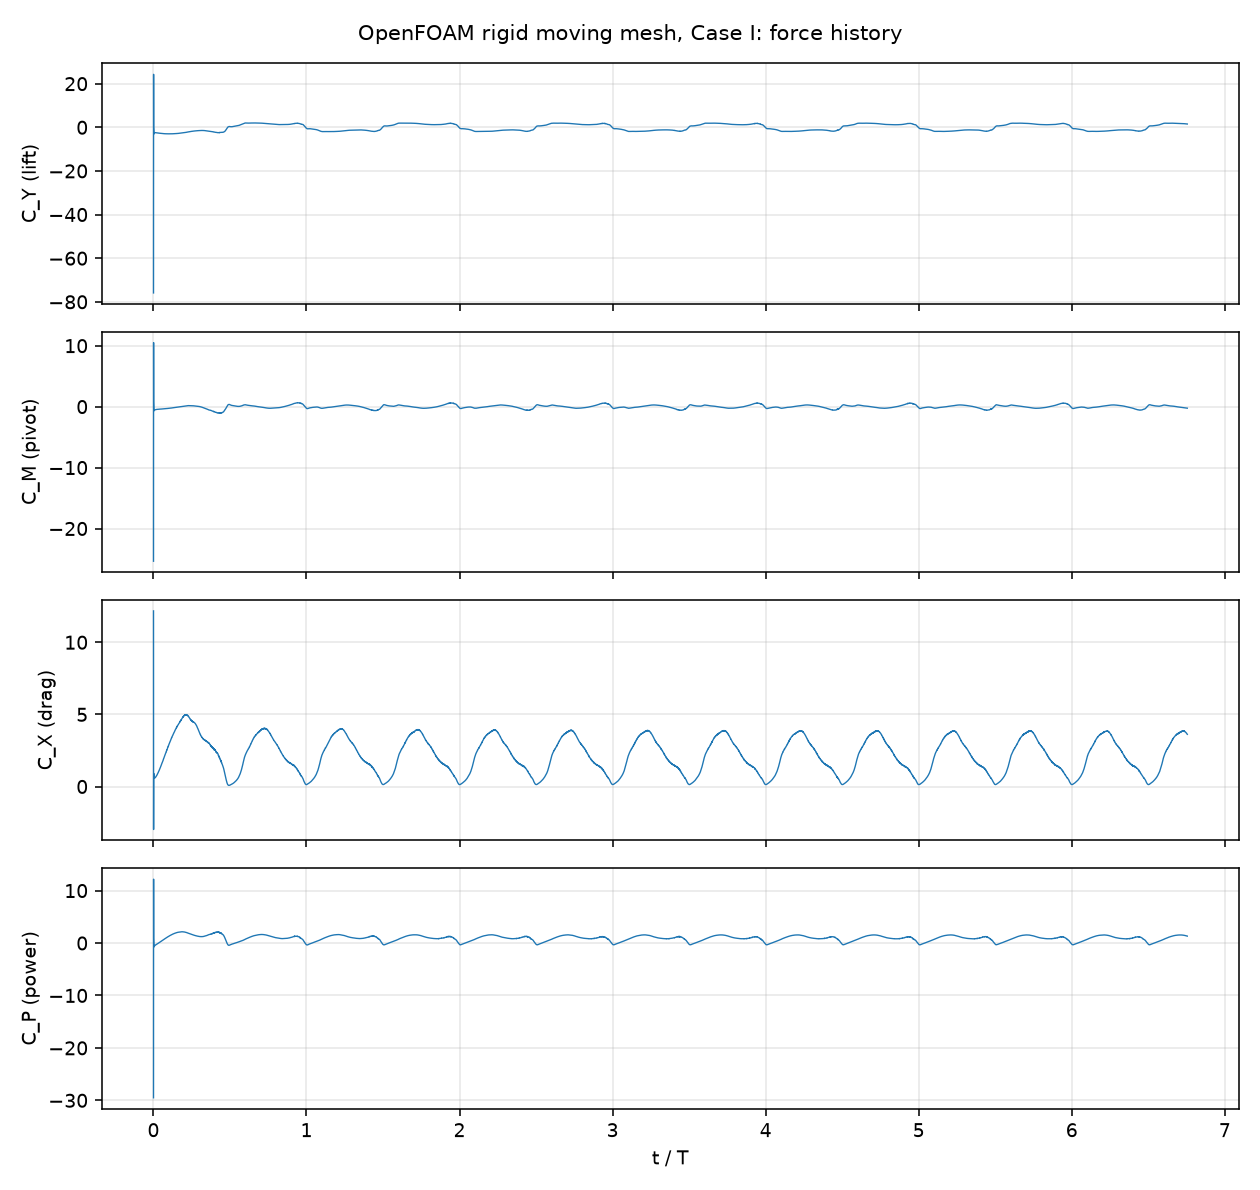 OpenFOAM rigid moving mesh, Case I: force history
20
0
−20
−40
−60
−80
C_Y (lift)
10
0
−10
−20
C_M (pivot)
10
5
0
C_X (drag)
10
0
−10
−20
−30
C_P (power)
0 1 2 3 4 5 6 7
t / T